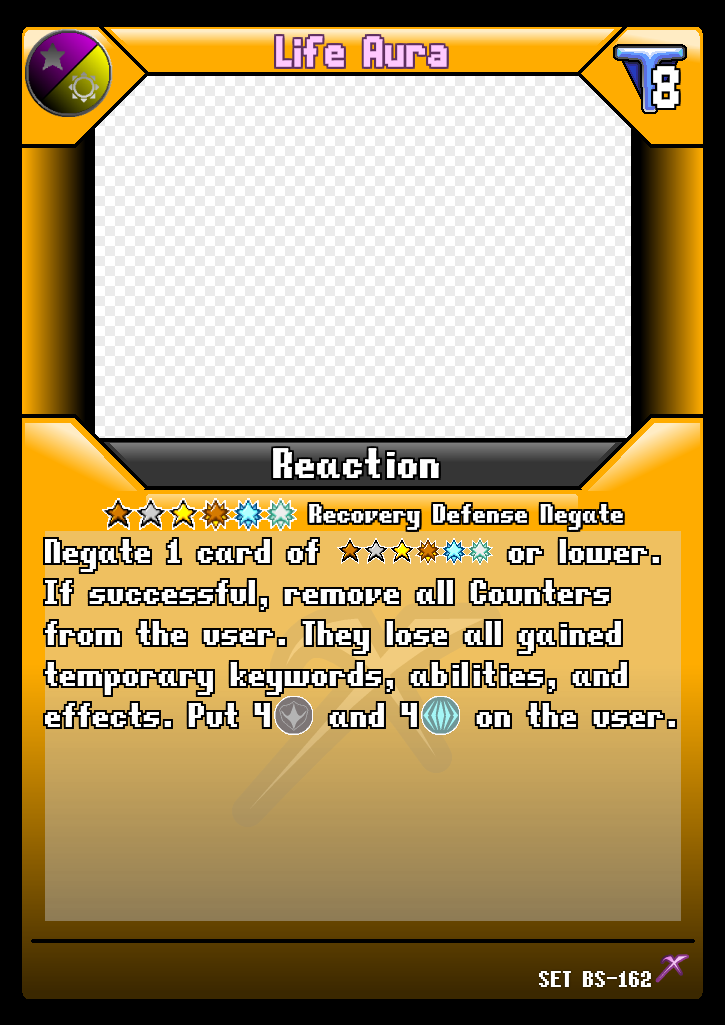 Life Aura
T8
Reaction
Recovery Defense Negate
Negate 1 card of or lower.
If successful, remove all Counters
from the user. They lose all gained
temporary keywords, abilities, and
effects. Put 4 and 4 on the user.
SET BS-162